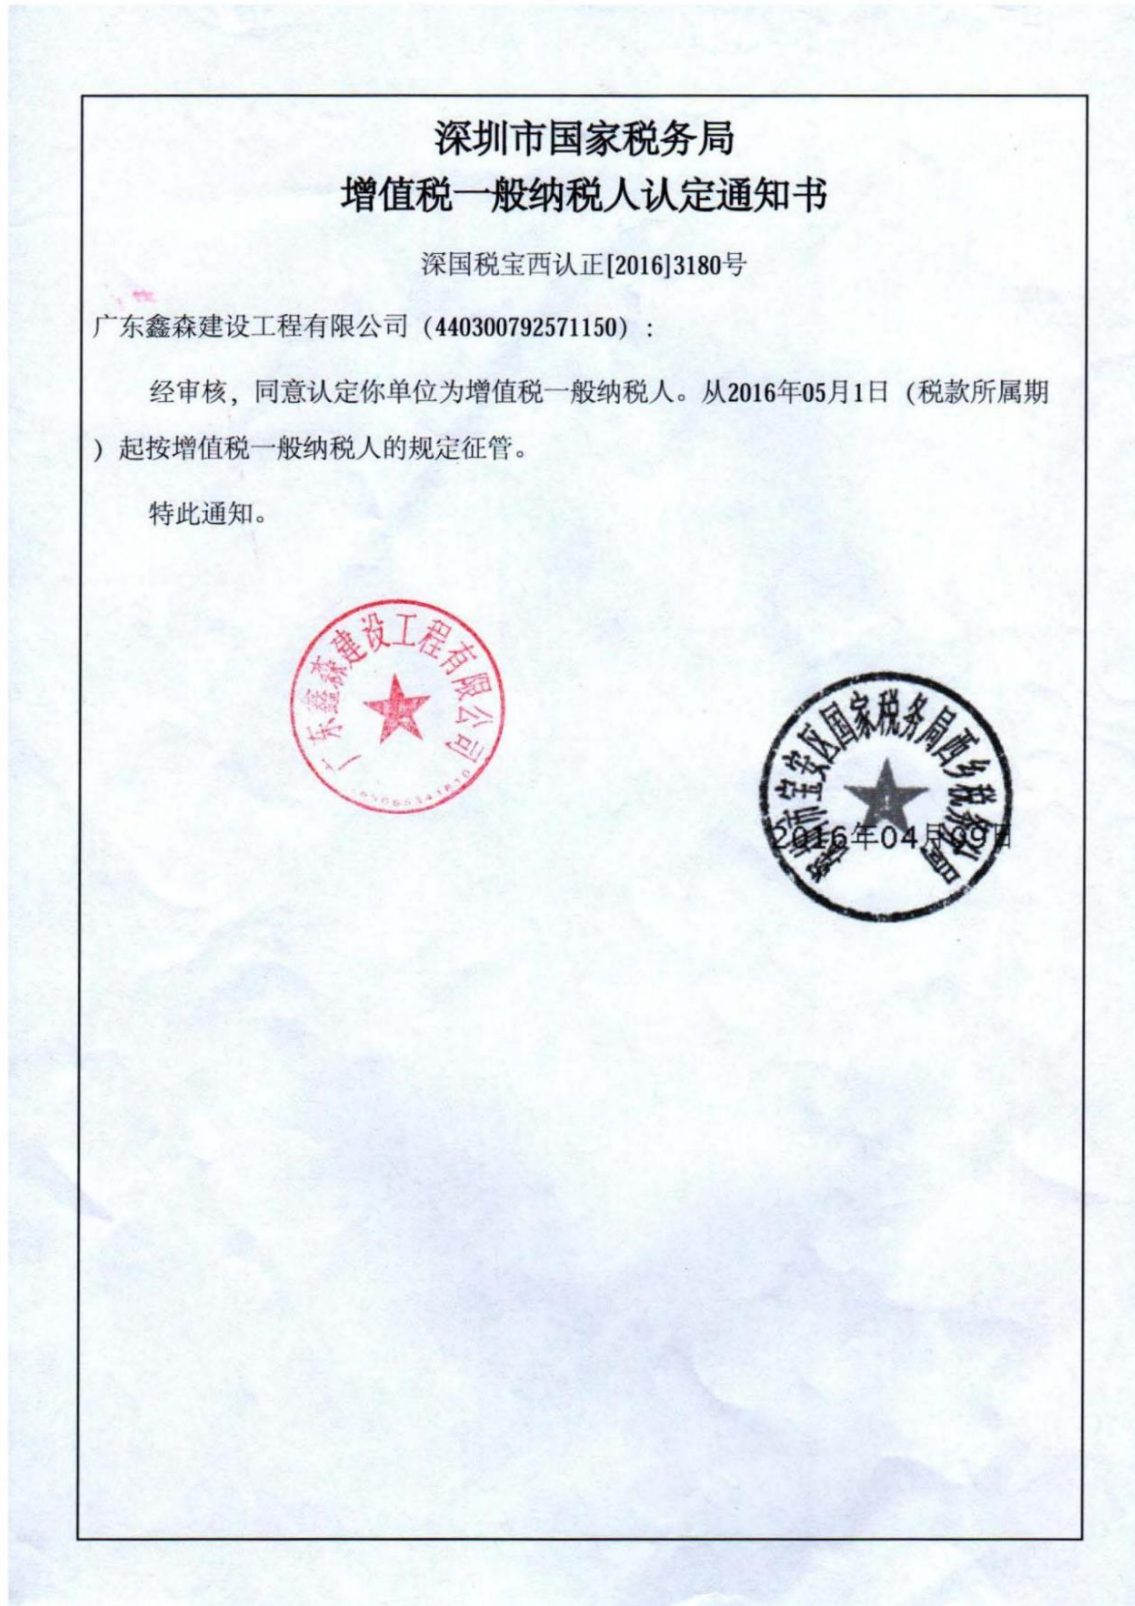 深圳市国家税务局
增值税一般纳税人认定通知书
深国税宝西认正[2016]3180号
广东鑫森建设工程有限公司（440300792571150）:
经审核，同意认定你单位为增值税一般纳税人。从2016年05月1日（税款所属期
）起按增值税一般纳税人的规定征管。
特此通知。
广东鑫森建设工程有限公司
深圳市宝安区国家税务局西乡税务分局
2016年04月09日